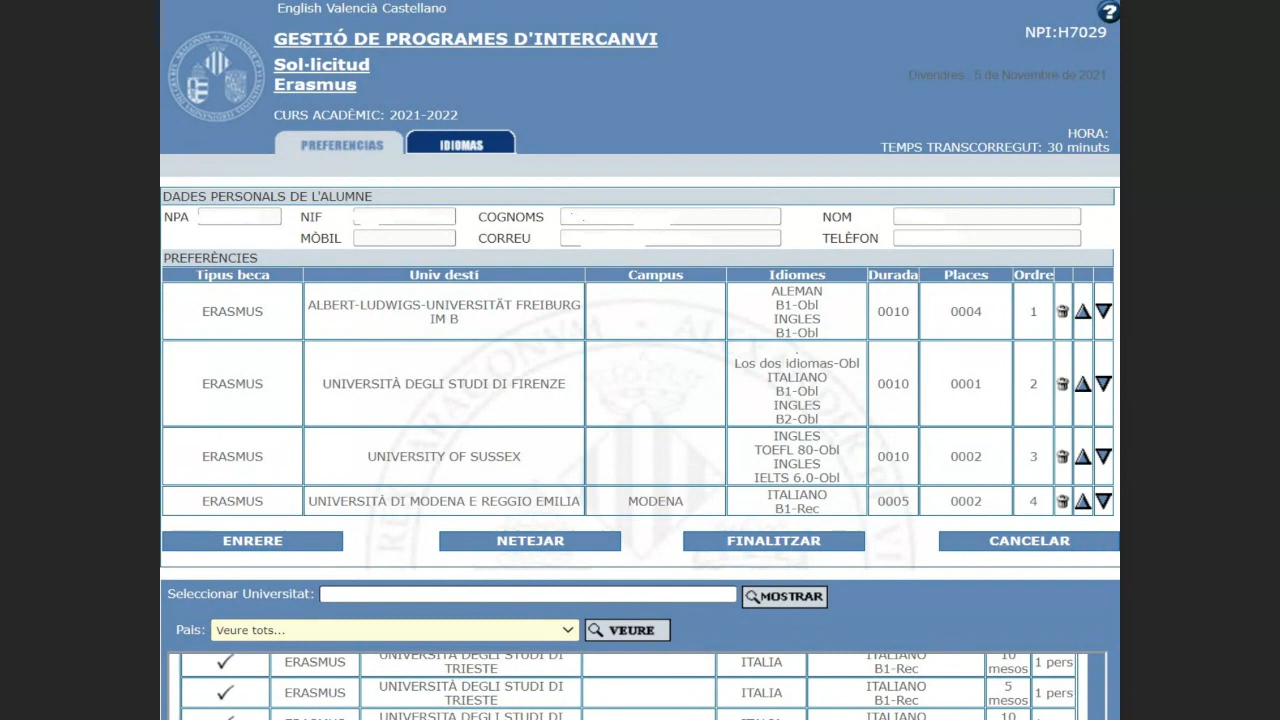 English Valencià Castellano
GESTIÓ DE PROGRAMES D'INTERCANVI
NPI:H7029
Sol·licitud
Erasmus
Divendres, 5 de Novembre de 2021
CURS ACADÈMIC: 2021-2022
PREFERENCIAS IDIOMAS
HORA:
TEMPS TRANSCORREGUT: 30 minuts
DADES PERSONALS DE L'ALUMNE
NPA NIF COGNOMS NOM
MÒBIL CORREU TELÈFON
PREFERÈNCIES
Tipus beca Univ destí Campus Idiomes Durada Places Ordre
ERASMUS
ALBERT-LUDWIGS-UNIVERSITÄT FREIBURG
IM B
ALEMAN
B1-Obl
INGLES
B1-Obl
0010 0004 1
ERASMUS
UNIVERSITÀ DEGLI STUDI DI FIRENZE
Los dos idiomas-Obl
ITALIANO
B1-Obl
INGLES
B2-Obl
0010 0001 2
ERASMUS
UNIVERSITY OF SUSSEX
INGLES
TOEFL 80-Obl
INGLES
IELTS 6.0-Obl
0010 0002 3
ERASMUS
UNIVERSITÀ DI MODENA E REGGIO EMILIA
MODENA
ITALIANO
B1-Rec
0005 0002 4
ENRERE NETEJAR FINALITZAR CANCELAR
Seleccionar Universitat: MOSTRAR
Pais: Veure tots... VEURE
ERASMUS
UNIVERSITÀ DEGLI STUDI DI
TRIESTE
ITALIA
ITALIANO
B1-Rec
10
mesos
1 pers
ERASMUS
UNIVERSITÀ DEGLI STUDI DI
TRIESTE
ITALIA
ITALIANO
B1-Rec
5
mesos
1 pers
UNIVERSITÀ DEGLI STUDI DI
ITALIANO
10